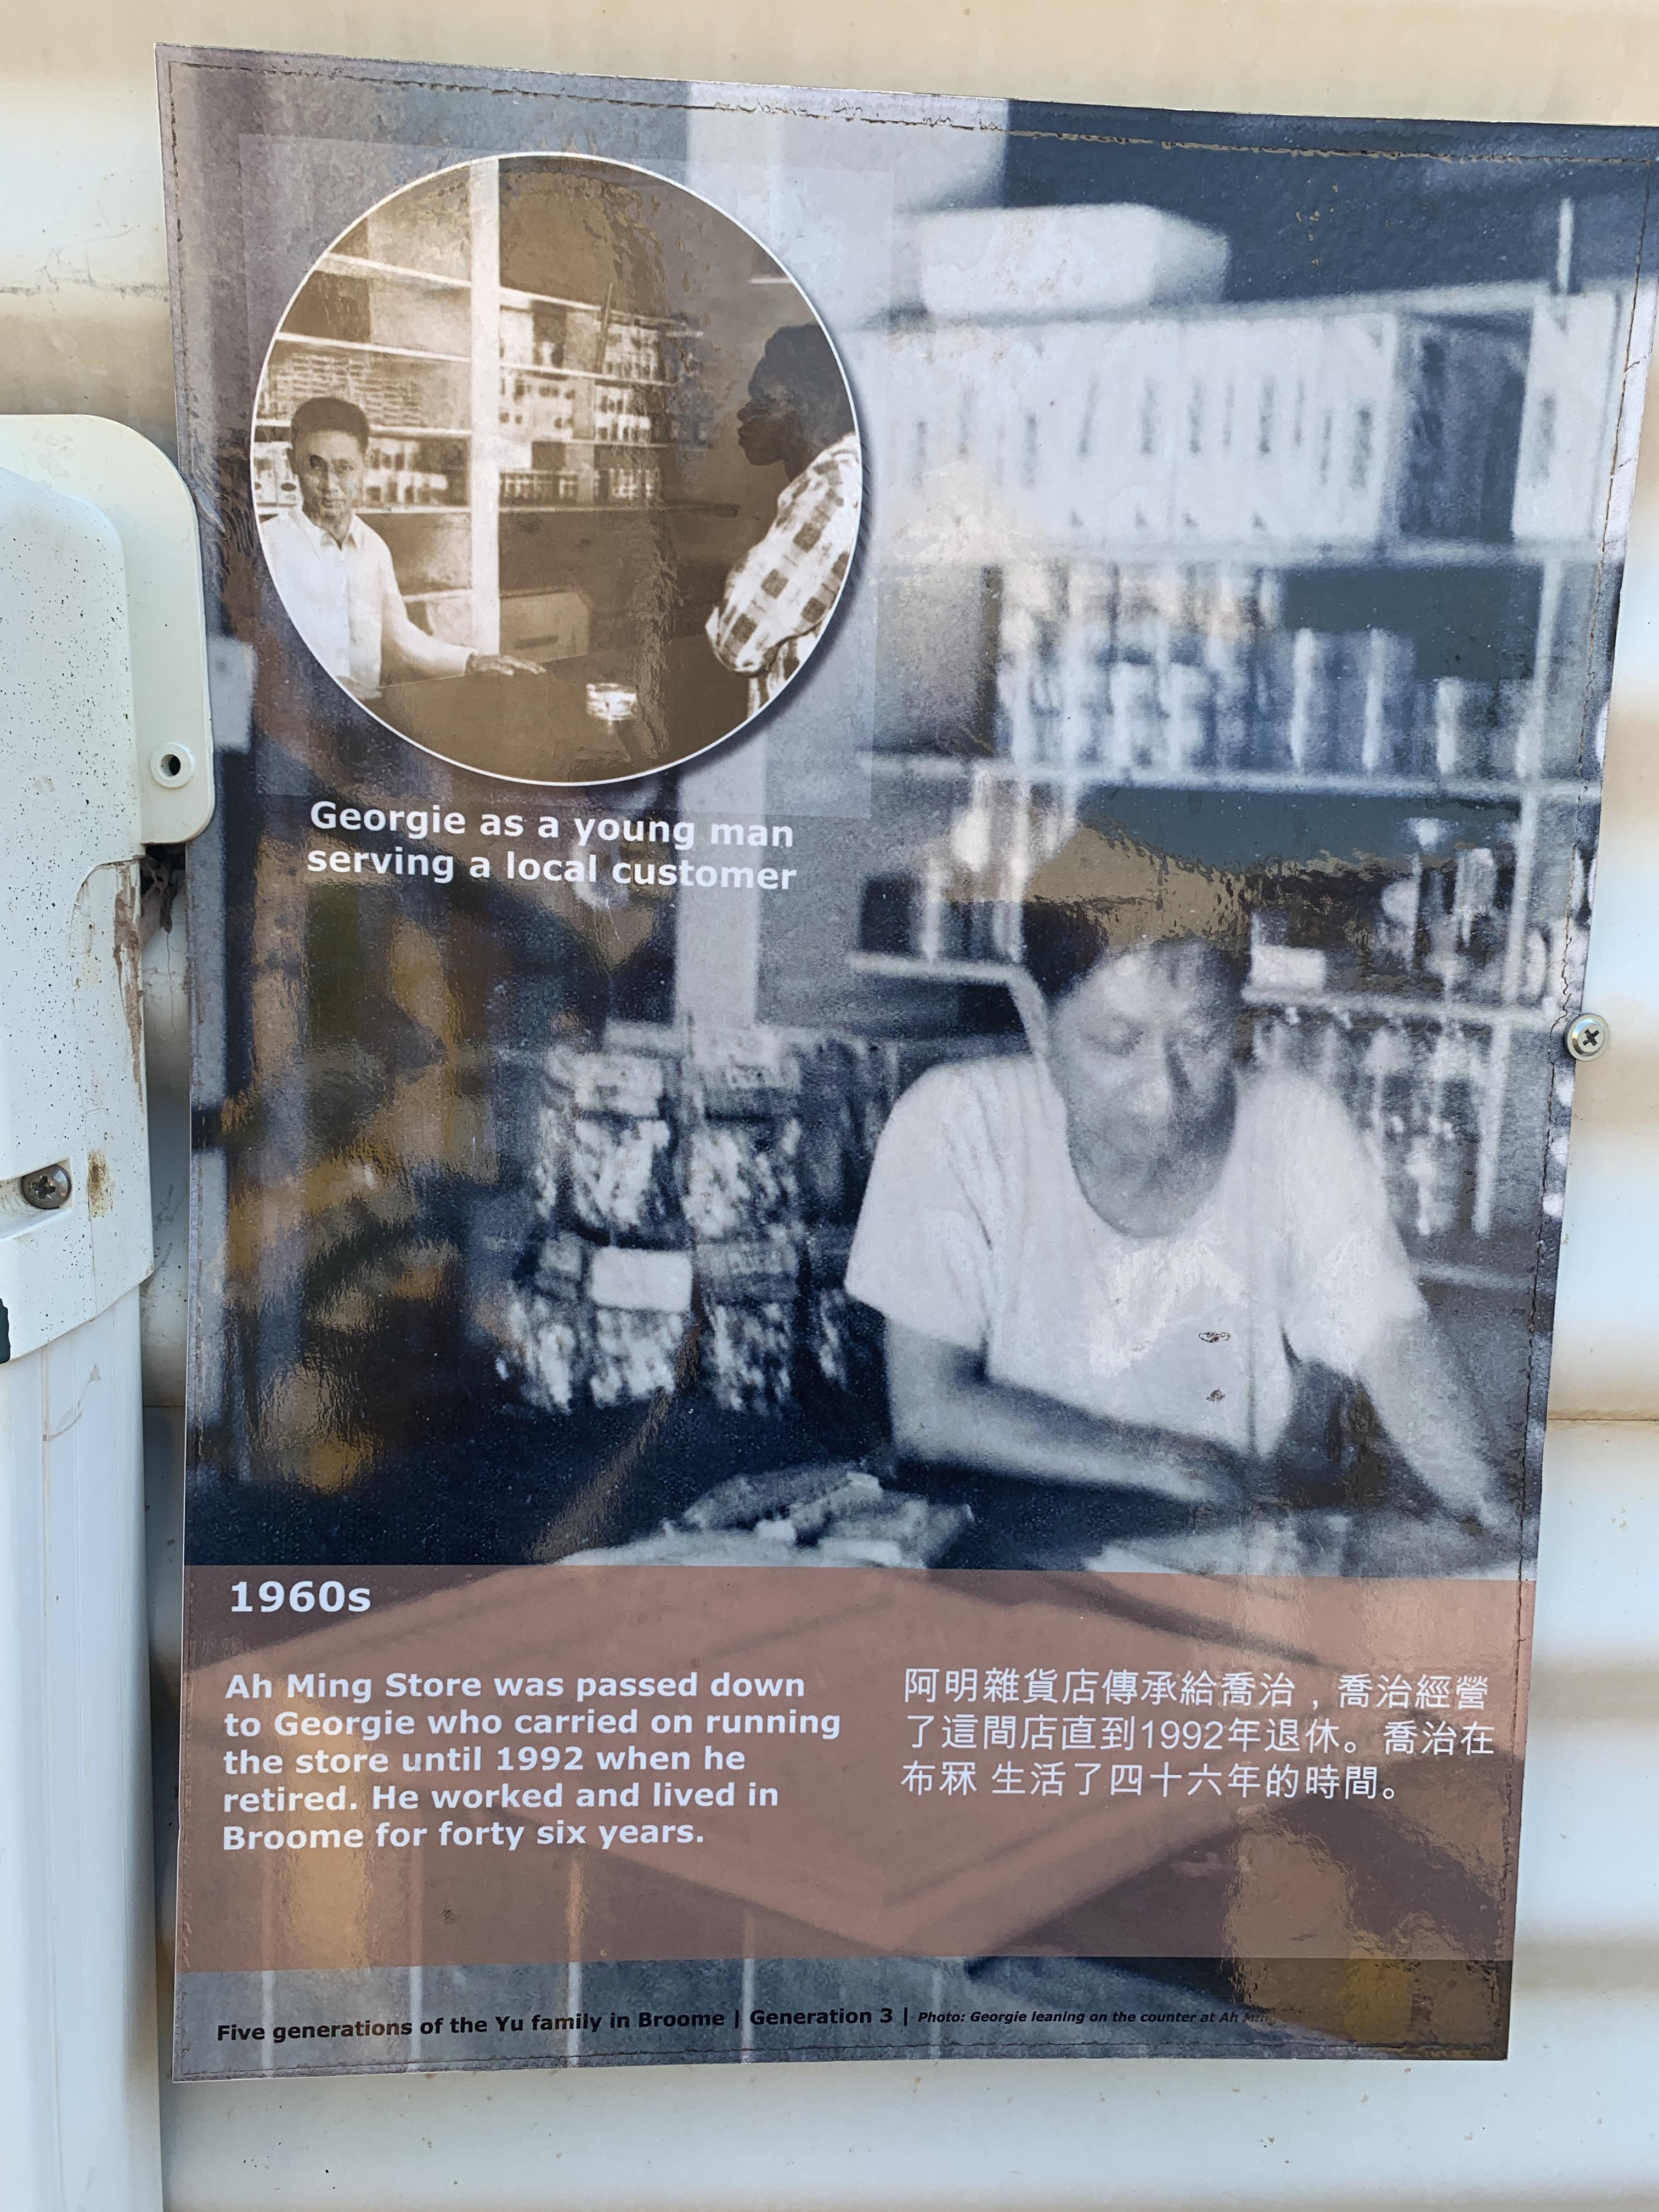 Georgie as a young man
serving a local customer
1960s
Ah Ming Store was passed down
to Georgie who carried on running
the store until 1992 when he
retired. He worked and lived in
Broome for forty six years.
阿明雜貨店傳承給喬治，喬治經營
了這間店直到1992年退休。喬治在
布冧 生活了四十六年的時間。
Five generations of the Yu family in Broome | Generation 3 | Photo: Georgie leaning on the counter at Ah Ming